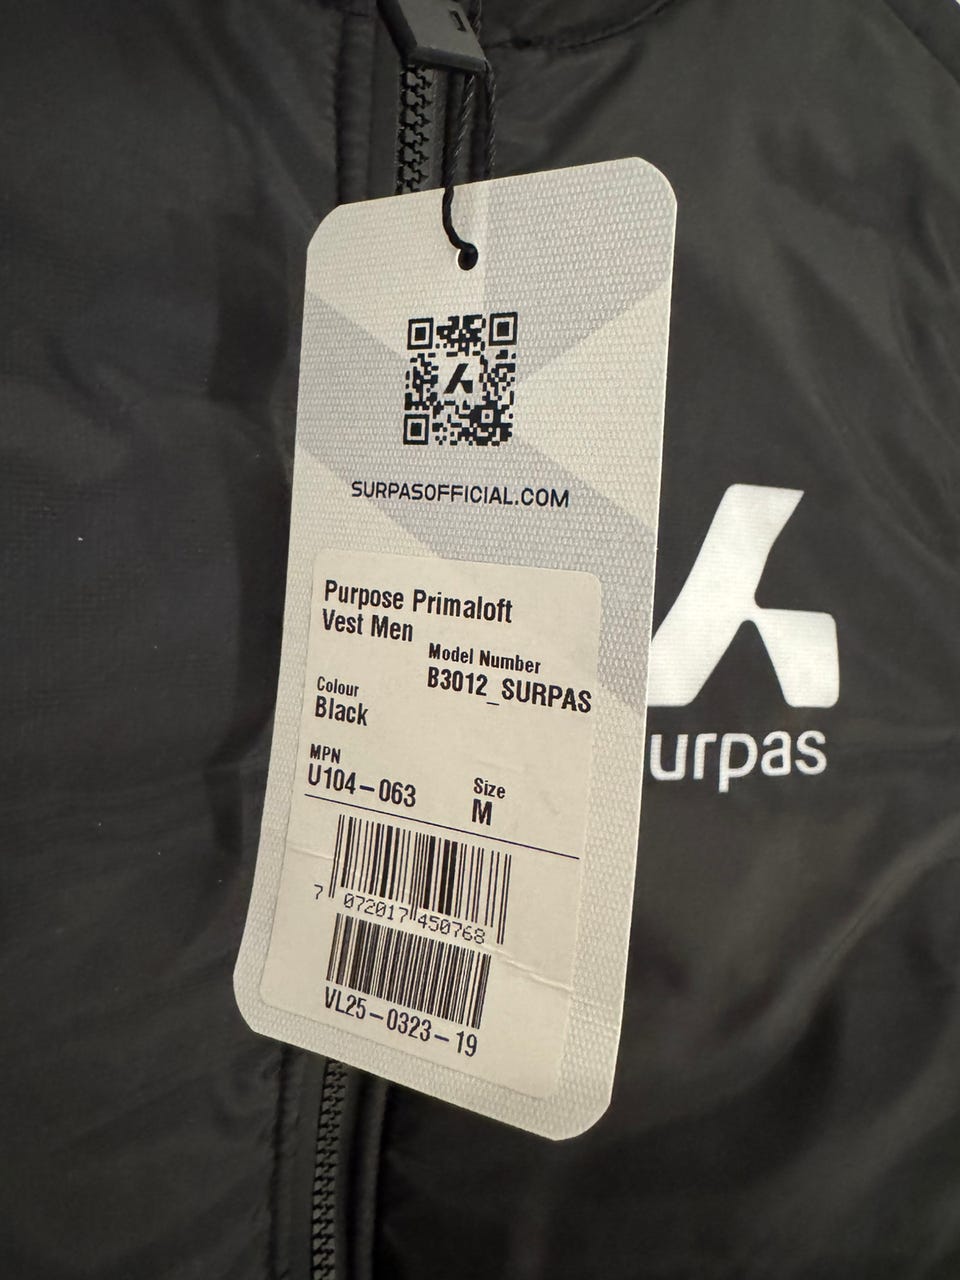 SURPASOFFICIAL.COM
Purpose Primaloft
Vest Men
Model Number
B3012_SURPAS
Colour
Black
MPN
U104-063
Size
M
7 072017 450768
VL25-0323-19
urpas